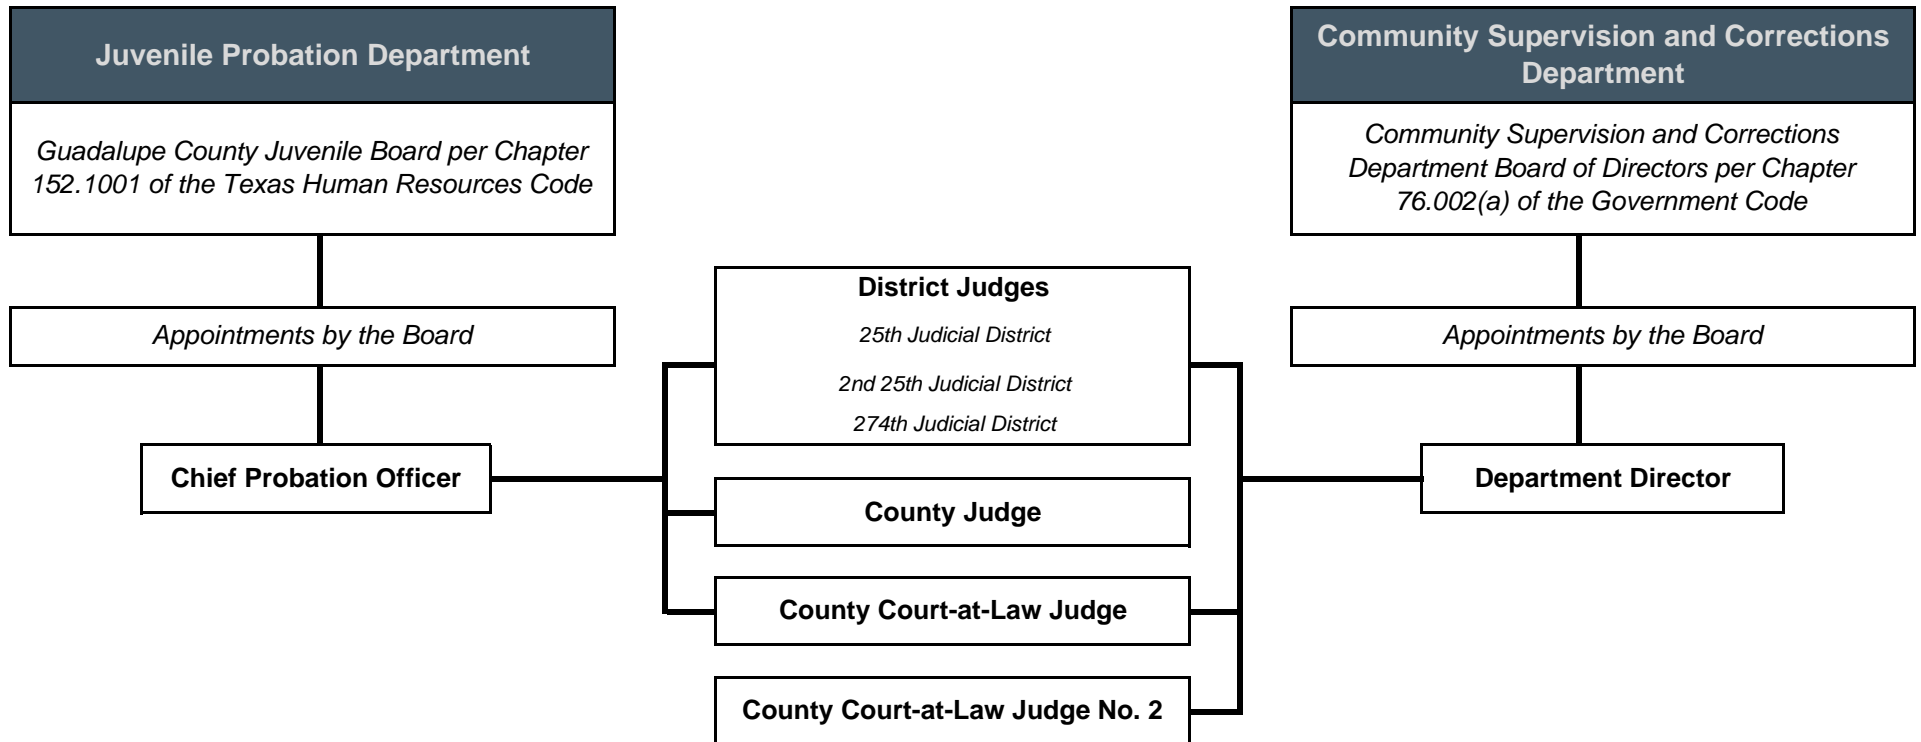 Juvenile Probation Department
Guadalupe County Juvenile Board per Chapter
152.1001 of the Texas Human Resources Code
Appointments by the Board
Chief Probation Officer
District Judges
25th Judicial District
2nd 25th Judicial District
274th Judicial District
County Judge
County Court-at-Law Judge
County Court-at-Law Judge No. 2
Community Supervision and Corrections
Department
Community Supervision and Corrections
Department Board of Directors per Chapter
76.002(a) of the Government Code
Appointments by the Board
Department Director